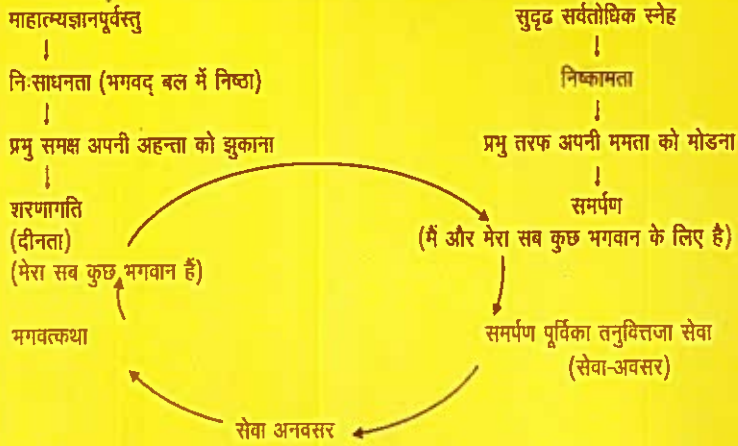 माहात्म्यज्ञानपूर्वस्तु
निःसाधनता (भगवद् बल में निष्ठा)
प्रभु समक्ष अपनी अहन्ता को झुकाना
शरणागति
(दीनता)
(मेरा सब कुछ भगवान हैं)
भगवत्कथा
सुदृढ सर्वतोधिक स्नेह
निष्कामता
प्रभु तरफ अपनी ममता को मोडना
समर्पण
(मैं और मेरा सब कुछ भगवान के लिए है)
समर्पण पूर्विका तनुवित्तजा सेवा
(सेवा-अवसर)
सेवा अनवसर